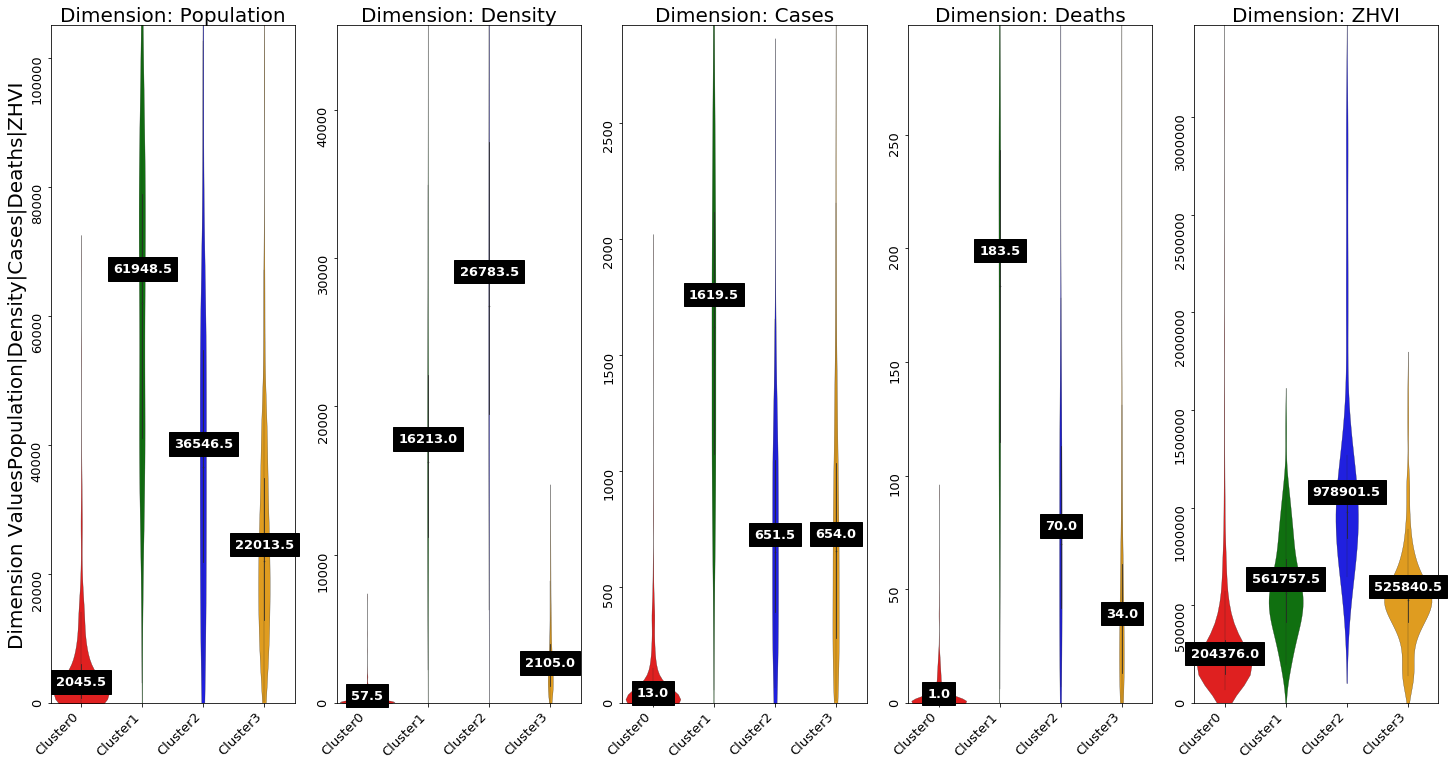 Dimension: Population
Dimension: Density
Dimension: Cases
Dimension: Deaths
Dimension: ZHVI
Dimension ValuesPopulation|Density|Cases|Deaths|ZHVI
100000
80000
60000
40000
20000
0
61948.5
36546.5
22013.5
2045.5
Cluster0
Cluster1
Cluster2
Cluster3
40000
30000
20000
10000
0
26783.5
16213.0
2105.0
57.5
Cluster0
Cluster1
Cluster2
Cluster3
2500
2000
1500
1000
500
0
1619.5
651.5
654.0
13.0
Cluster0
Cluster1
Cluster2
Cluster3
250
200
150
100
50
0
183.5
70.0
34.0
1.0
Cluster0
Cluster1
Cluster2
Cluster3
3000000
2500000
2000000
1500000
1000000
500000
0
978901.5
561757.5
525840.5
204376.0
Cluster0
Cluster1
Cluster2
Cluster3